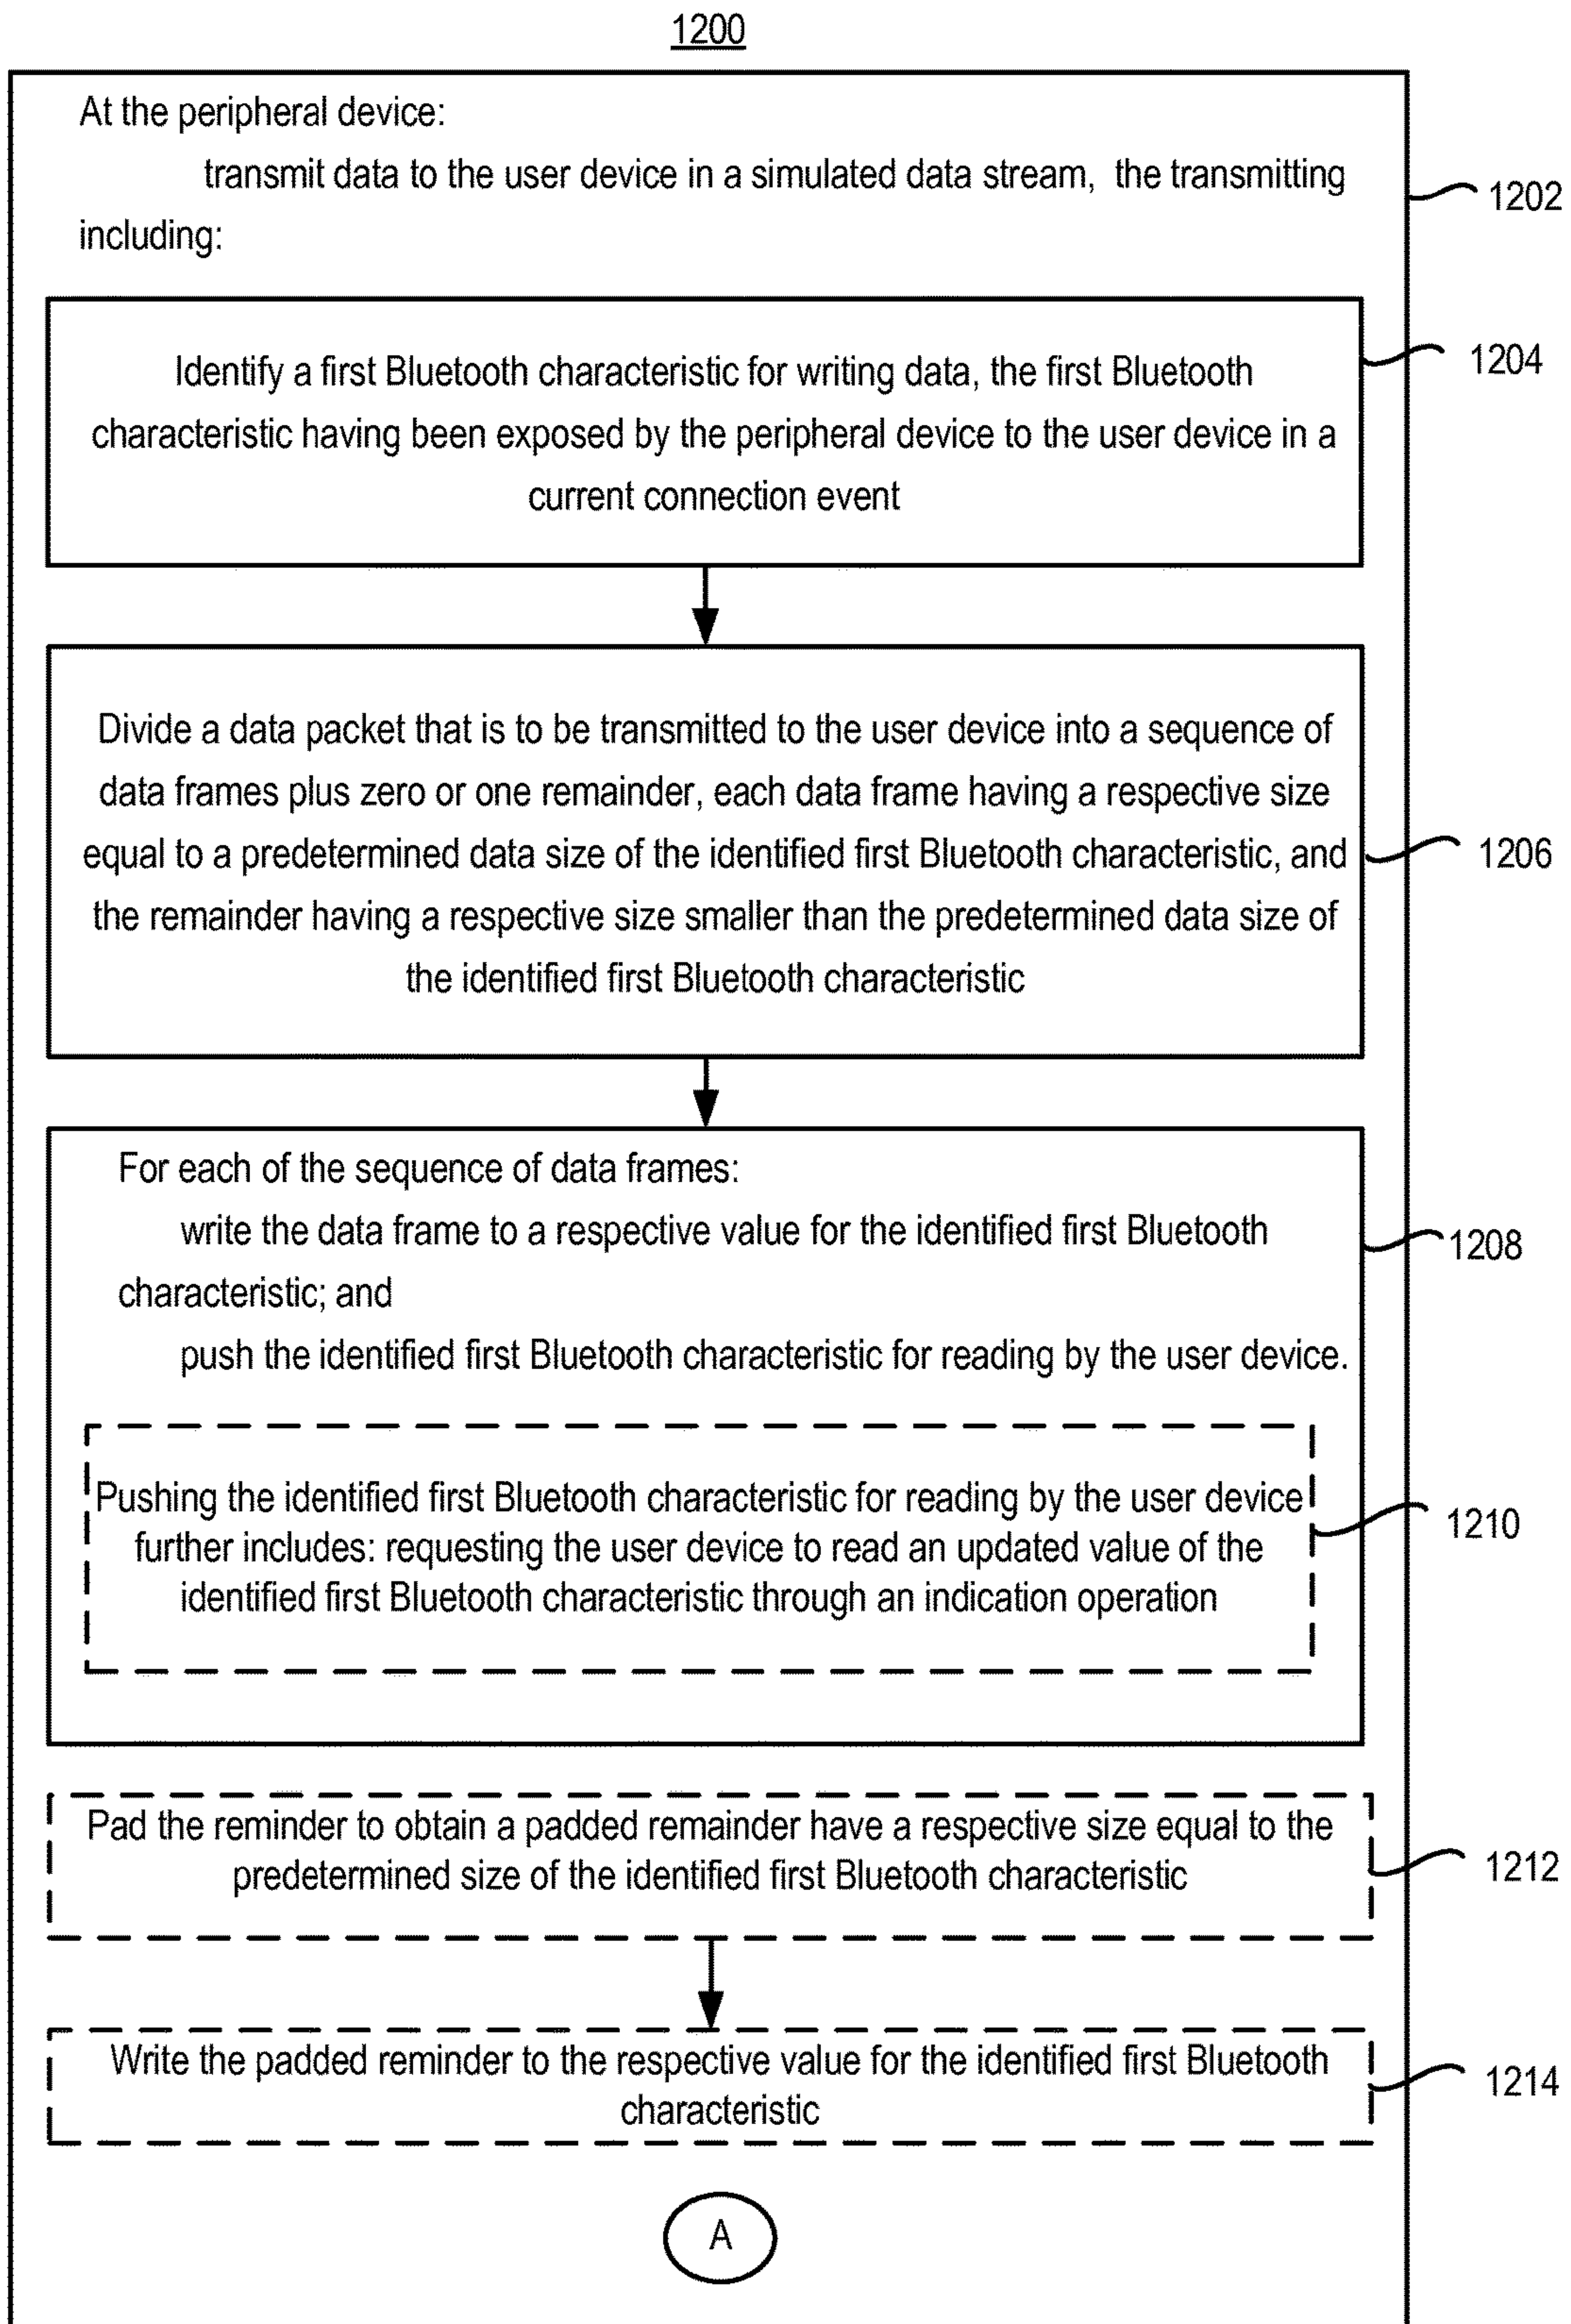 1200
At the peripheral device:
transmit data to the user device in a simulated data stream, the transmitting
including:
1202
Identify a first Bluetooth characteristic for writing data, the first Bluetooth
characteristic having been exposed by the peripheral device to the user device in a
current connection event
1204
Divide a data packet that is to be transmitted to the user device into a sequence of
data frames plus zero or one remainder, each data frame having a respective size
equal to a predetermined data size of the identified first Bluetooth characteristic, and
the remainder having a respective size smaller than the predetermined data size of
the identified first Bluetooth characteristic
1206
For each of the sequence of data frames:
write the data frame to a respective value for the identified first Bluetooth
characteristic; and
push the identified first Bluetooth characteristic for reading by the user device.
1208
Pushing the identified first Bluetooth characteristic for reading by the user device
further includes: requesting the user device to read an updated value of the
identified first Bluetooth characteristic through an indication operation
1210
Pad the reminder to obtain a padded remainder have a respective size equal to the
predetermined size of the identified first Bluetooth characteristic
1212
Write the padded reminder to the respective value for the identified first Bluetooth
characteristic
1214
A